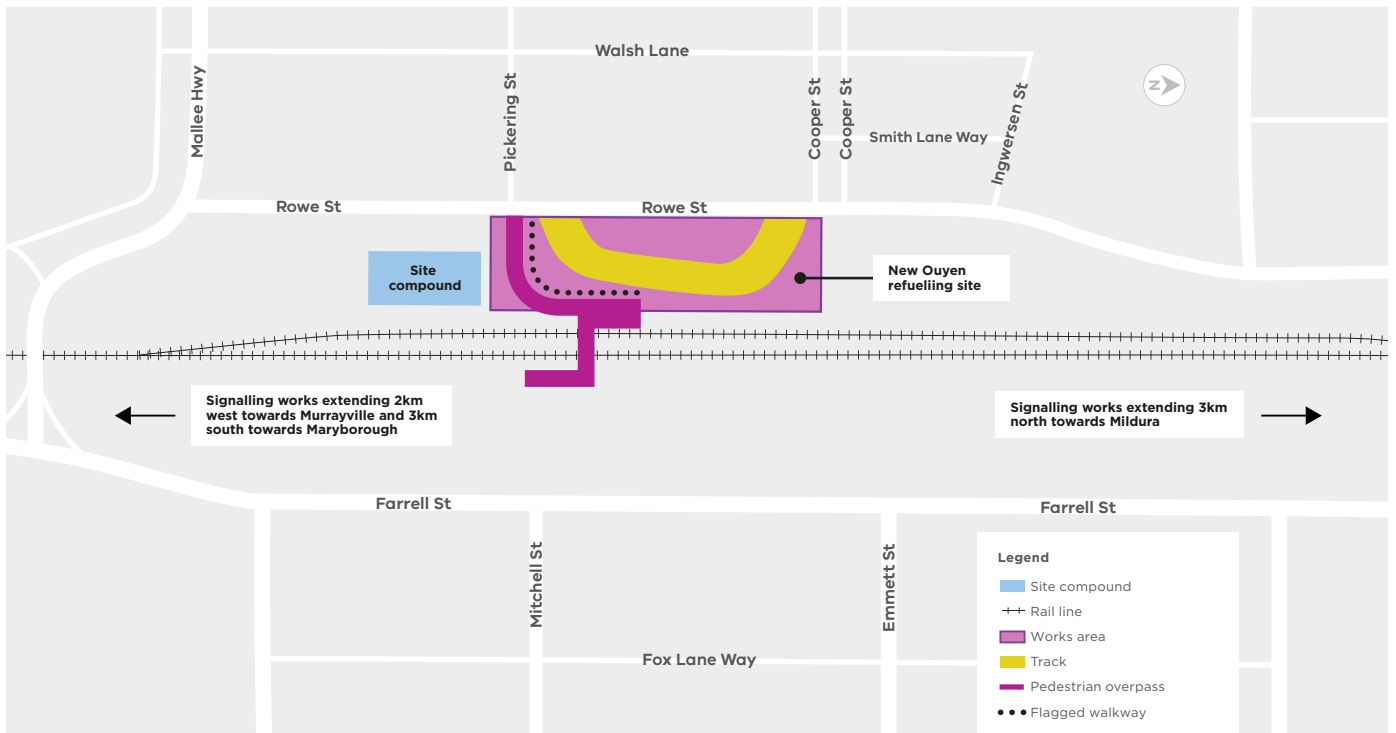 Walsh Lane
Mallee Hwy
Pickering St
Cooper St
Cooper St
Smith Lane Way
Ingwersen St
N
Rowe St
Rowe St
Site
compound
New Ouyen
refueliing site
Signalling works extending 2km
west towards Murrayville and 3km
south towards Maryborough
Signalling works extending 3km
north towards Mildura
Farrell St
Farrell St
Mitchell St
Emmett St
Fox Lane Way
Legend
Site compound
Rail line
Works area
Track
Pedestrian overpass
Flagged walkway